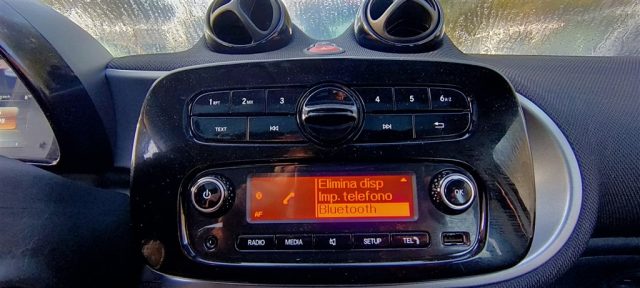 1 RPT 2 MIX 3 4 5 6 A-Z
TEXT
Elimina disp
Imp. telefono
AF Bluetooth
OK
RADIO MEDIA SETUP TEL